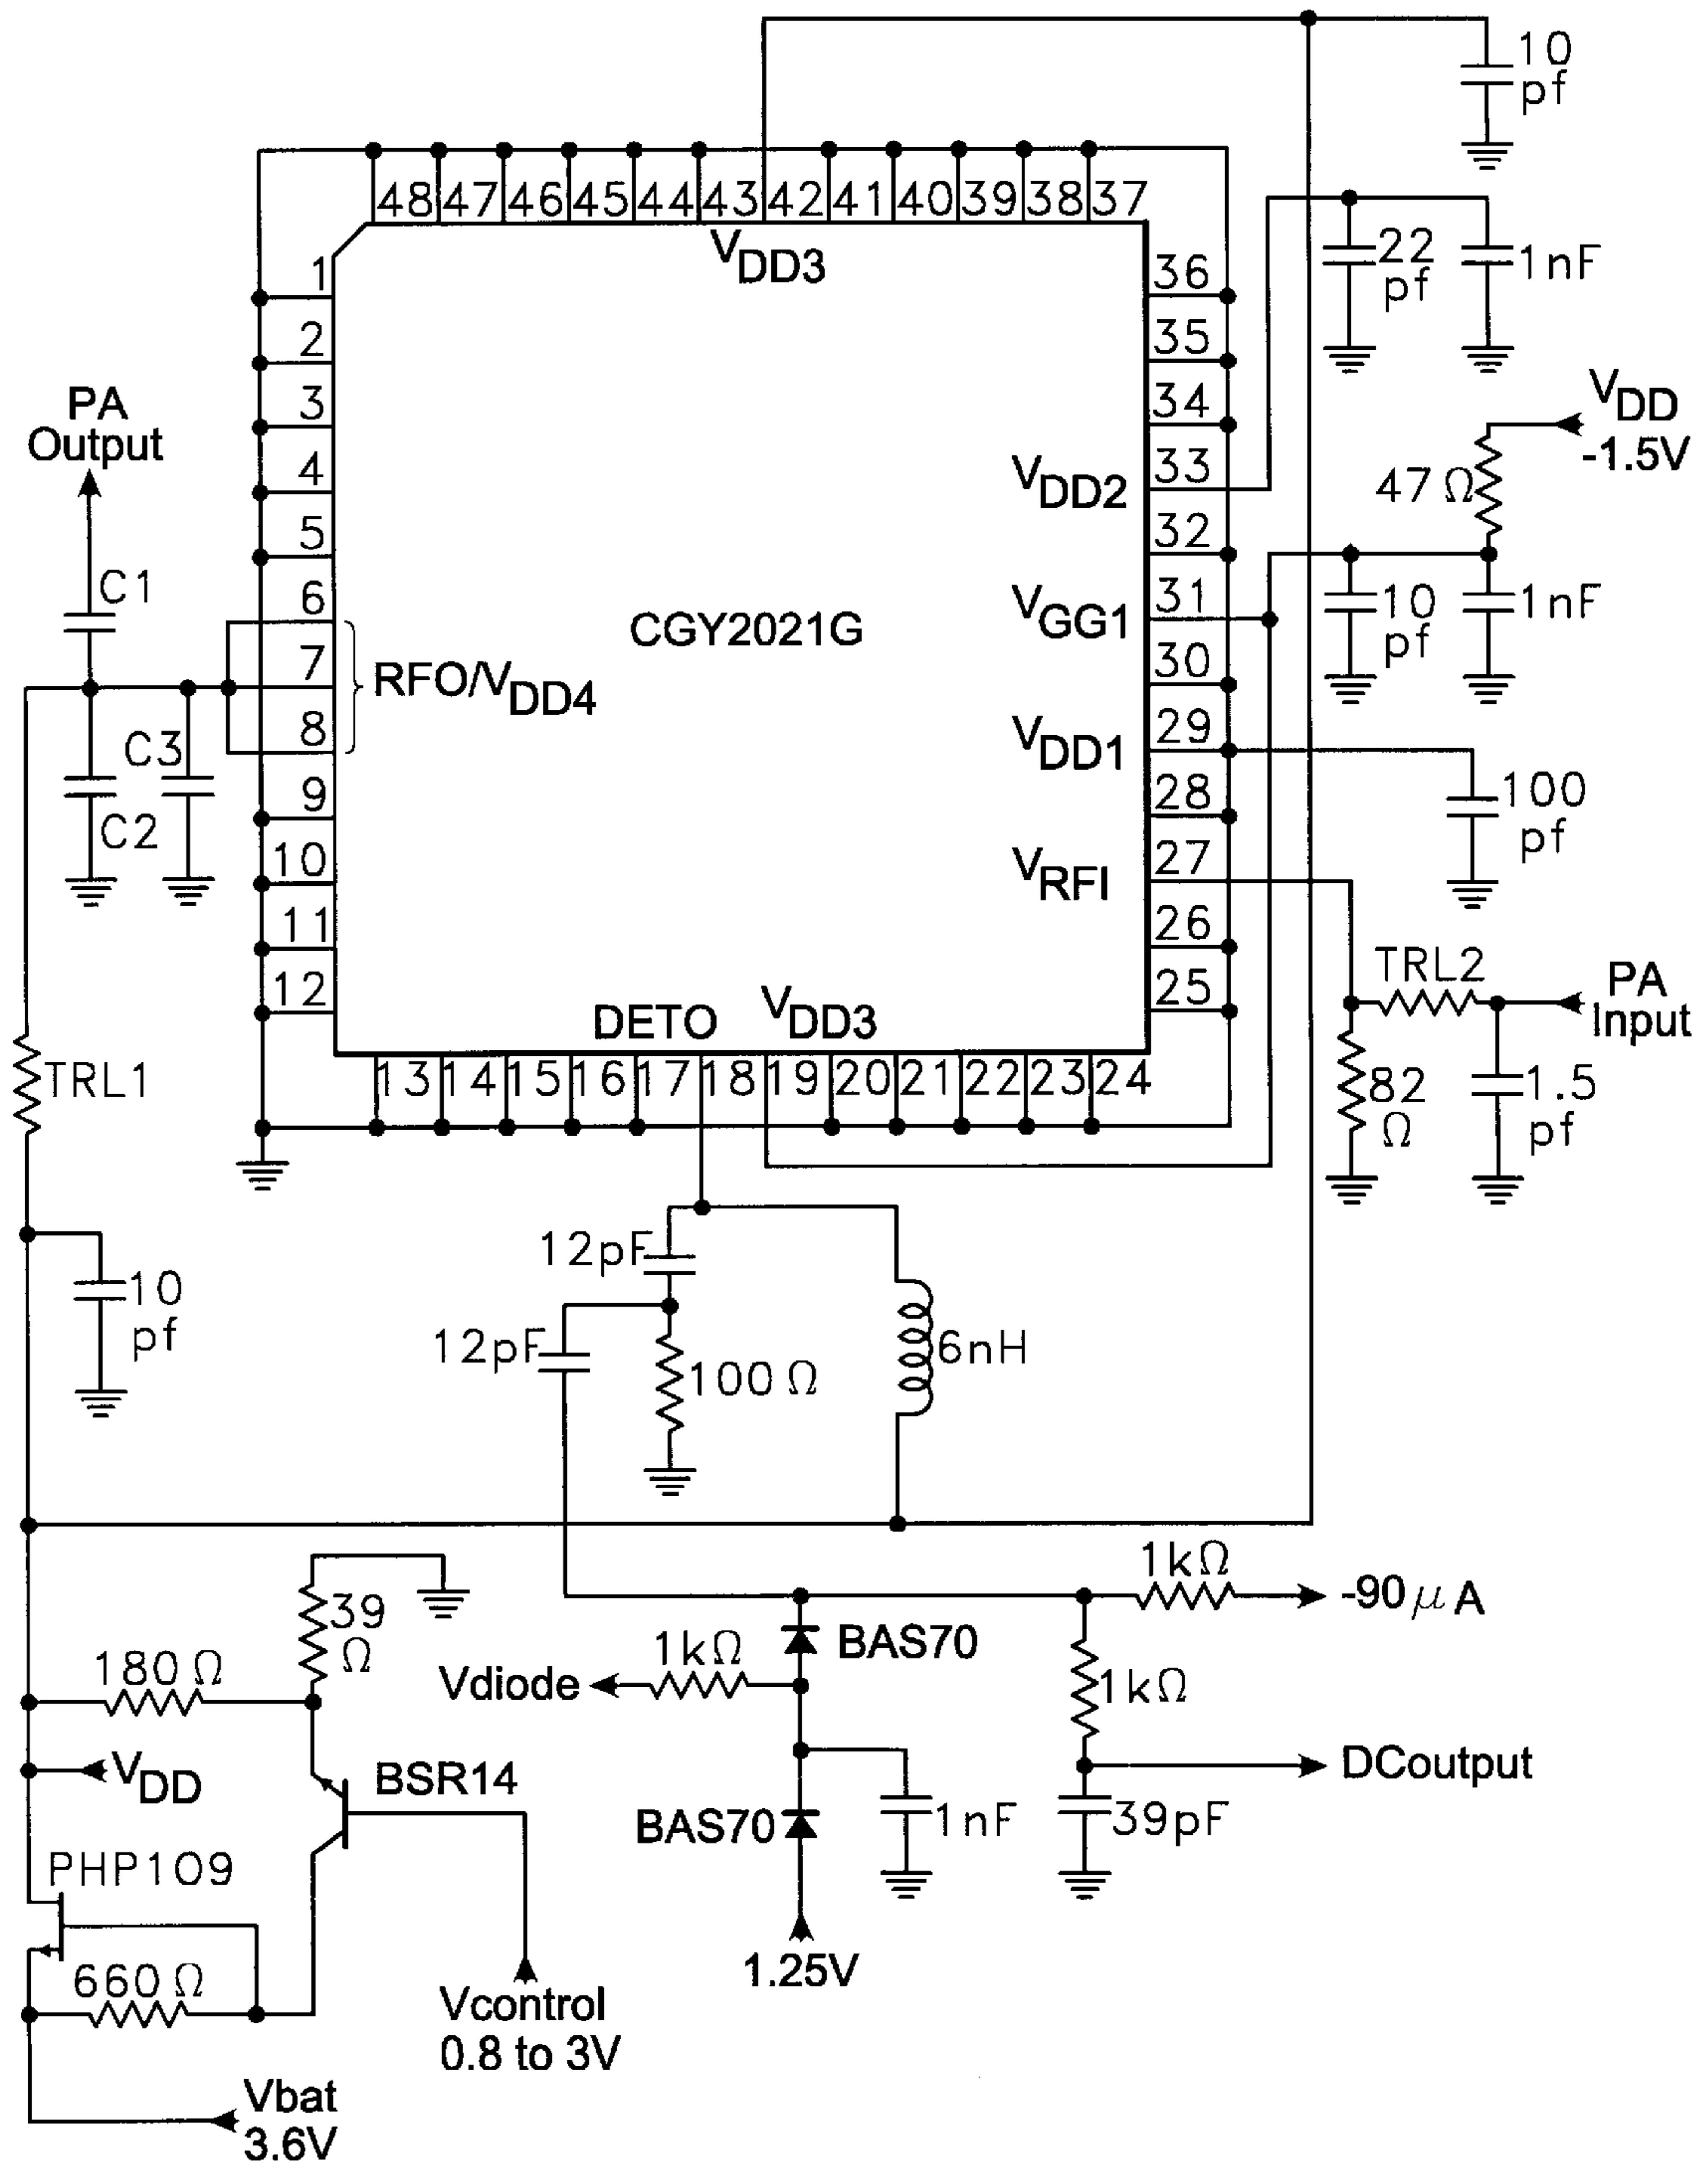 10
pf
48 47 46 45 44 43 42 41 40 39 38 37
VDD3
1
2
3
4
5
6
7
8
9
10
11
12
36
35
34
33
32
31
30
29
28
27
26
25
22
pf
1nF
VDD
-1.5V
47Ω
PA
Output
VDD2
C1
CGY2021G
VGG1
10
pf
1nF
RFO/VDD4
C3
C2
VDD1
100
pf
VRFI
TRL2
PA
Input
DETO
VDD3
TRL1
13 14 15 16 17 18 19 20 21 22 23 24
82
Ω
1.5
pf
12pF
10
pf
12pF
100Ω
6nH
1kΩ
-90μA
39
Ω
180Ω
1kΩ
BAS70
Vdiode
1kΩ
VDD
BSR14
DCoutput
BAS70
1nF
39pF
PHP109
660Ω
1.25V
Vcontrol
0.8 to 3V
Vbat
3.6V